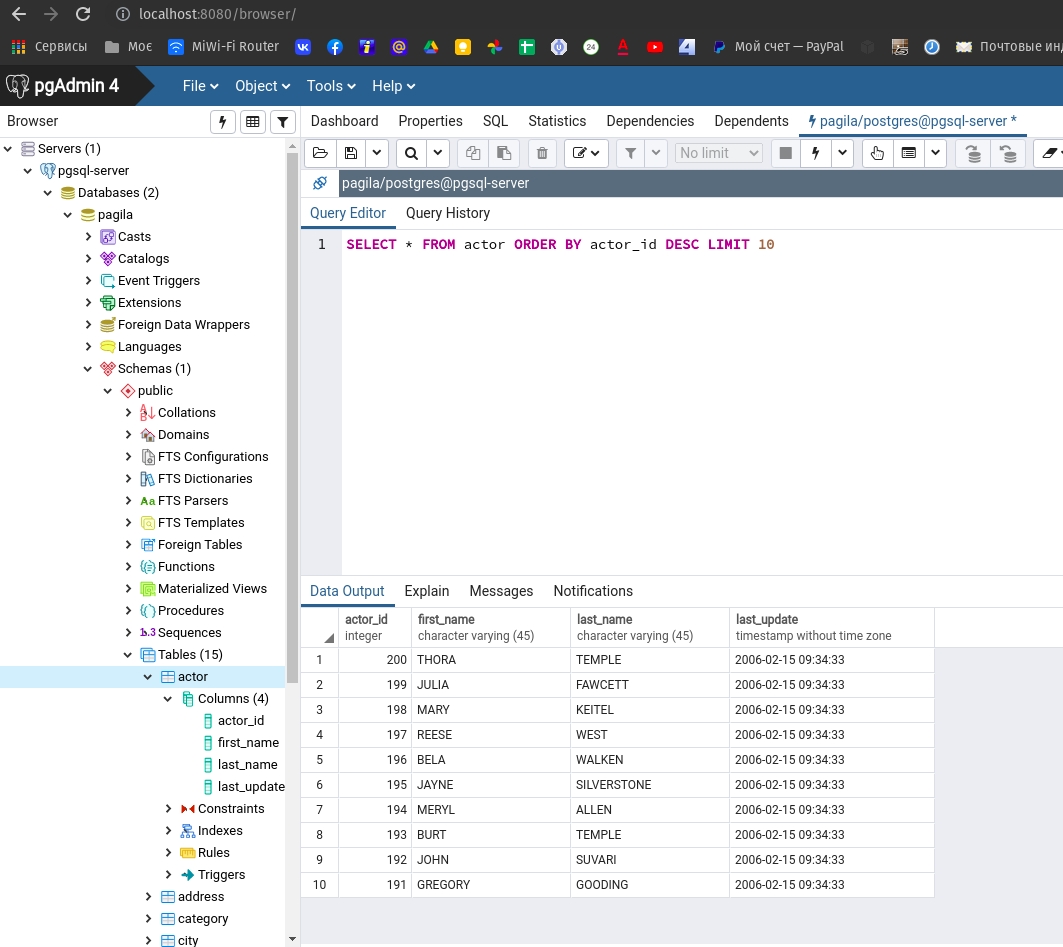 localhost:8080/browser/
Сервисы Моє MiWi-Fi Router 24 Мой счет — PayPal Почтовые
pgAdmin 4 File Object Tools Help
Browser Dashboard Properties SQL Statistics Dependencies Dependents pagila/postgres@pgsql-server *
No limit
pagila/postgres@pgsql-server
Query Editor Query History
1 SELECT * FROM actor ORDER BY actor_id DESC LIMIT 10
Servers (1)
pgsql-server
Databases (2)
pagila
Casts
Catalogs
Event Triggers
Extensions
Foreign Data Wrappers
Languages
Schemas (1)
public
Collations
Domains
FTS Configurations
FTS Dictionaries
Aa FTS Parsers
FTS Templates
Foreign Tables
Functions
Materialized Views
Procedures
1..3 Sequences
Tables (15)
actor
Columns (4)
actor_id
first_name
last_name
last_update
Constraints
Indexes
Rules
Triggers
address
category
city
Data Output Explain Messages Notifications
actor_id first_name last_name last_update
integer character varying (45) character varying (45) timestamp without time zone
1 200 THORA TEMPLE 2006-02-15 09:34:33
2 199 JULIA FAWCETT 2006-02-15 09:34:33
3 198 MARY KEITEL 2006-02-15 09:34:33
4 197 REESE WEST 2006-02-15 09:34:33
5 196 BELA WALKEN 2006-02-15 09:34:33
6 195 JAYNE SILVERSTONE 2006-02-15 09:34:33
7 194 MERYL ALLEN 2006-02-15 09:34:33
8 193 BURT TEMPLE 2006-02-15 09:34:33
9 192 JOHN SUVARI 2006-02-15 09:34:33
10 191 GREGORY GOODING 2006-02-15 09:34:33